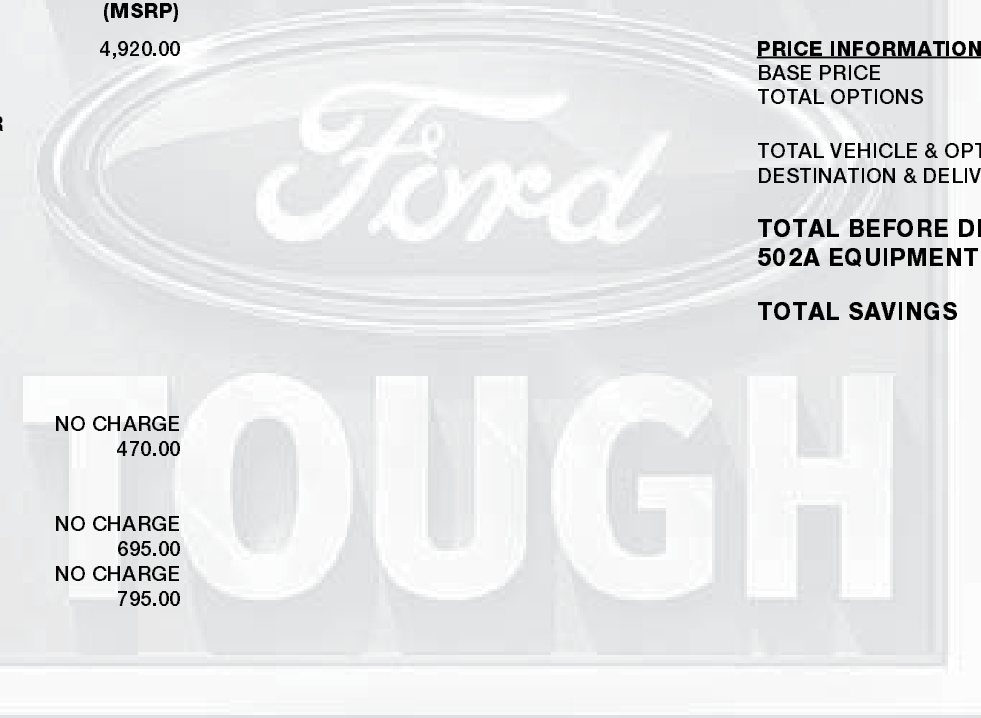 (MSRP)
4,920.00
NO CHARGE
470.00
NO CHARGE
695.00
NO CHARGE
795.00
PRICE INFORMATION
BASE PRICE
TOTAL OPTIONS
TOTAL VEHICLE & OPT
DESTINATION & DELIV
TOTAL BEFORE DI
502A EQUIPMENT
TOTAL SAVINGS
Ford
TOUGH